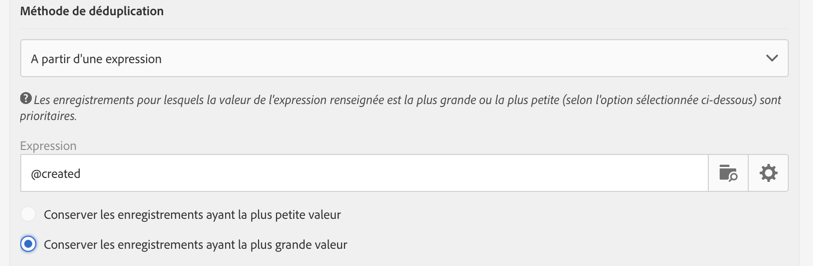 Méthode de déduplication
A partir d'une expression
Les enregistrements pour lesquels la valeur de l'expression renseignée est la plus grande ou la plus petite (selon l'option sélectionnée ci-dessous) sont
prioritaires.
Expression
@created
Conserver les enregistrements ayant la plus petite valeur
Conserver les enregistrements ayant la plus grande valeur